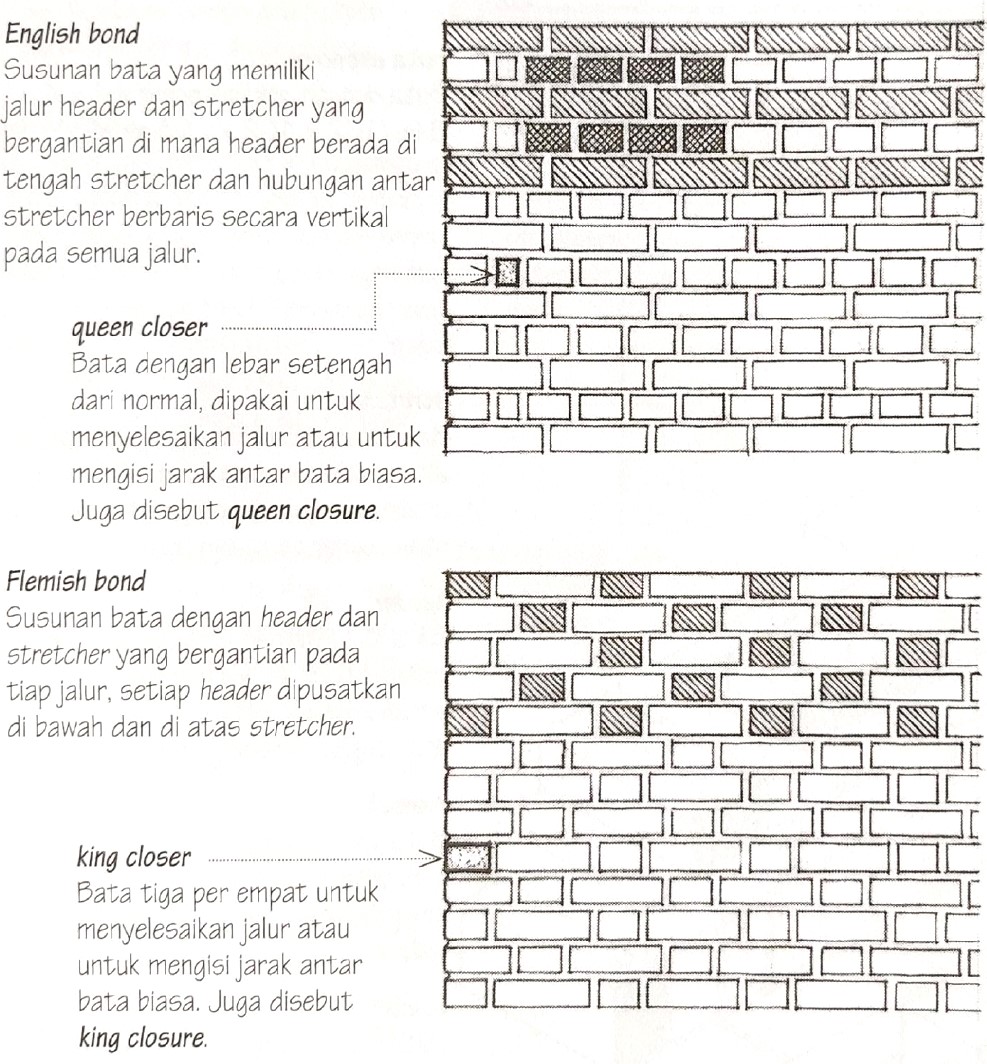 English bond
Susunan bata yang memiliki
jalur header dan stretcher yang
bergantian di mana header berada di
tengah stretcher dan hubungan antar
stretcher berbaris secara vertikal
pada semua jalur.
queen closer
Bata dengan lebar setengah
dari normal, dipakai untuk
menyelesaikan jalur atau untuk
mengisi jarak antar bata biasa.
Juga disebut queen closure.
Flemish bond
Susunan bata dengan header dan
stretcher yang bergantian pada
tiap jalur, setiap header dipusatkan
di bawah dan di atas stretcher.
king closer
Bata tiga per empat untuk
menyelesaikan jalur atau
untuk mengisi jarak antar
bata biasa. Juga disebut
king closure.